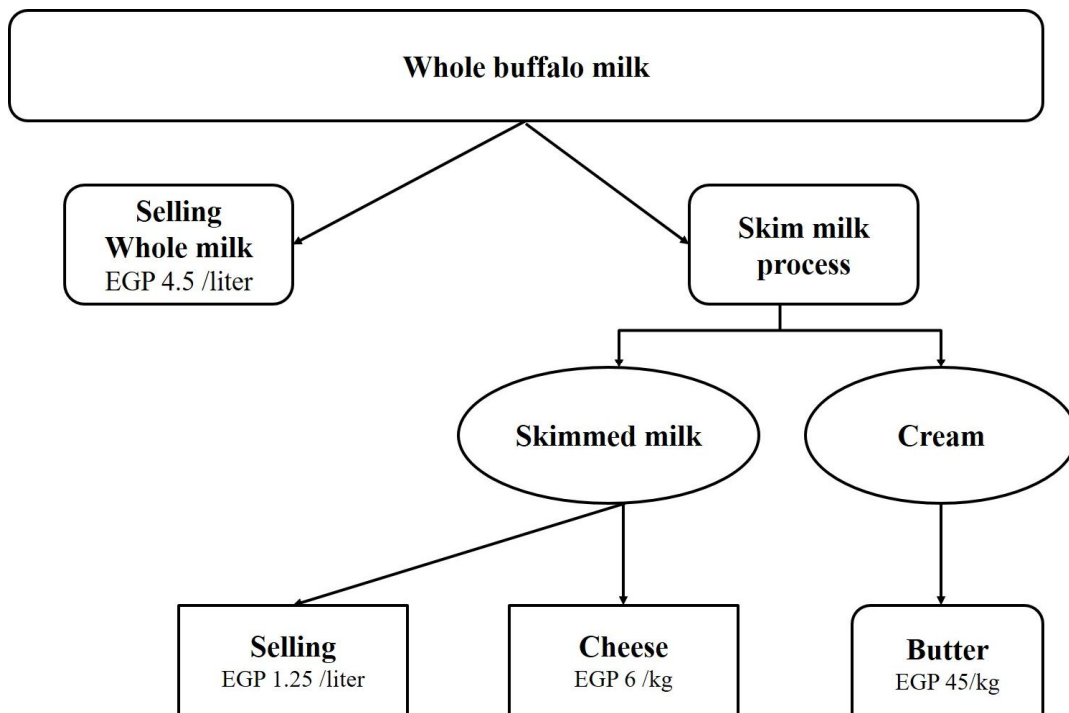 Whole buffalo milk
Selling
Whole milk
EGP 4.5 /liter
Skim milk
process
Skimmed milk
Cream
Selling
EGP 1.25 /liter
Cheese
EGP 6 /kg
Butter
EGP 45/kg